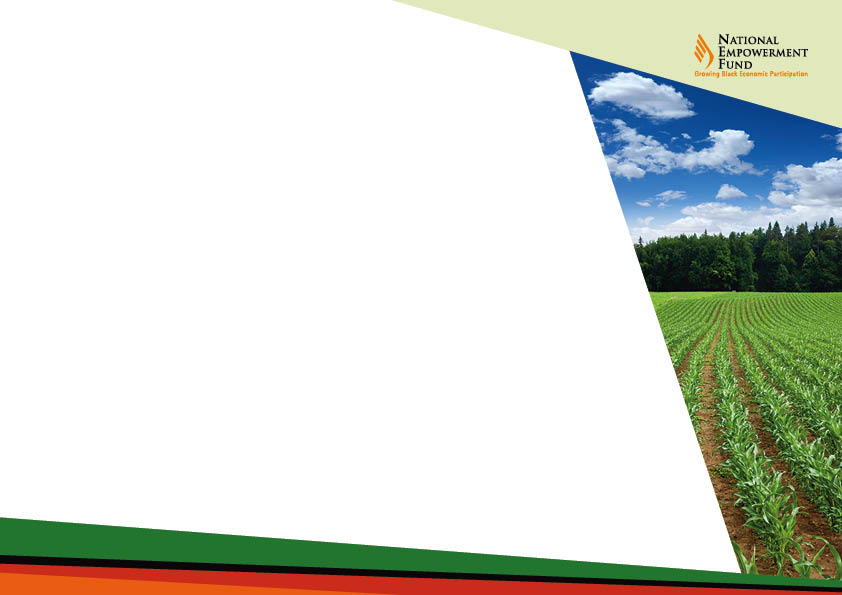 NATIONAL
EMPOWERMENT
FUND
Growing Black Economic Participation